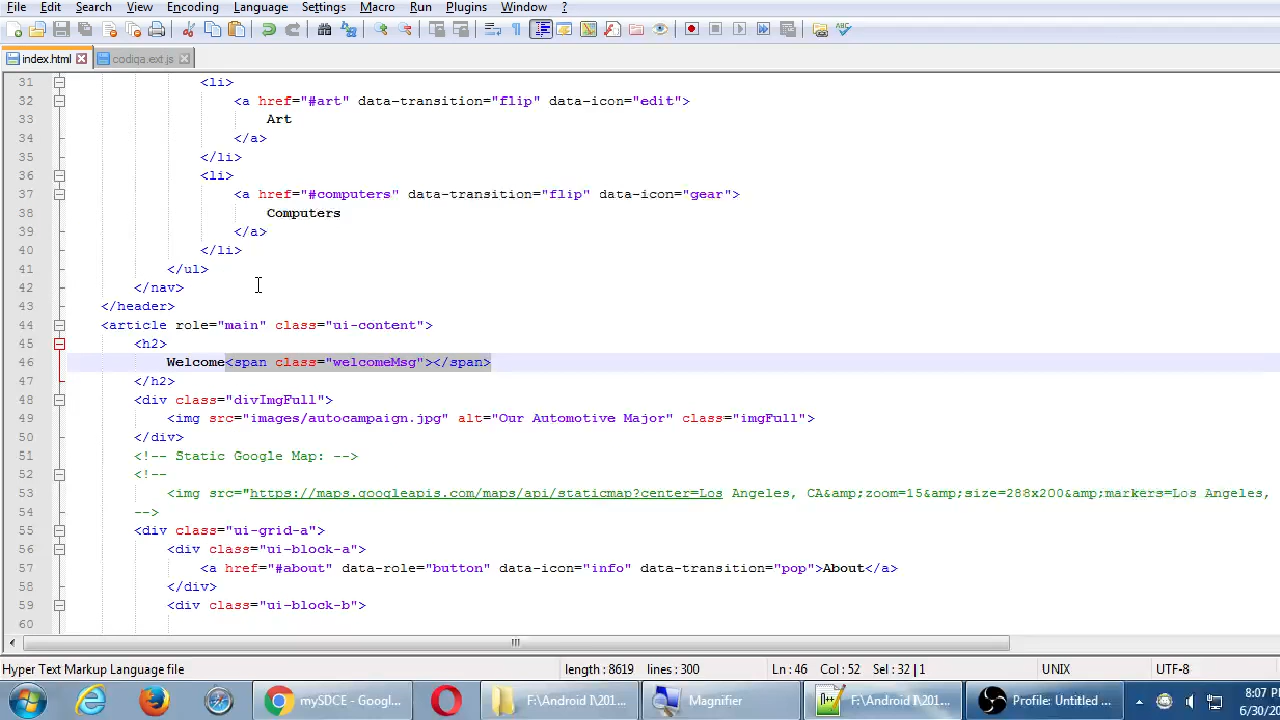 File Edit Search View Encoding Language Settings Macro Run Plugins Window ?
index.html codiqa.ext.js
31 <li>
32 <a href="#art" data-transition="flip" data-icon="edit">
33 Art
34 </a>
35 </li>
36 <li>
37 <a href="#computers" data-transition="flip" data-icon="gear">
38 Computers
39 </a>
40 </li>
41 </ul>
42 </nav>
43 </header>
44 <article role="main" class="ui-content">
45 <h2>
46 Welcome<span class="welcomeMsg"></span>
47 </h2>
48 <div class="divImgFull">
49 <img src="images/autocampaign.jpg" alt="Our Automotive Major" class="imgFull">
50 </div>
51 <!-- Static Google Map: -->
52 <!--
53 <img src="https://maps.googleapis.com/maps/api/staticmap?center=Los Angeles, CA&amp;zoom=15&amp;size=288x200&amp;markers=Los Angeles,
54 -->
55 <div class="ui-grid-a">
56 <div class="ui-block-a">
57 <a href="#about" data-role="button" data-icon="info" data-transition="pop">About</a>
58 </div>
59 <div class="ui-block-b">
60
Hyper Text Markup Language file length : 8619 lines : 300 Ln : 46 Col : 52 Sel : 32 | 1 UNIX UTF-8
mySDCE - Googl... F:\Android I\201... Magnifier F:\Android I\201... Profile: Untitled ... 8:07 P
6/30/20